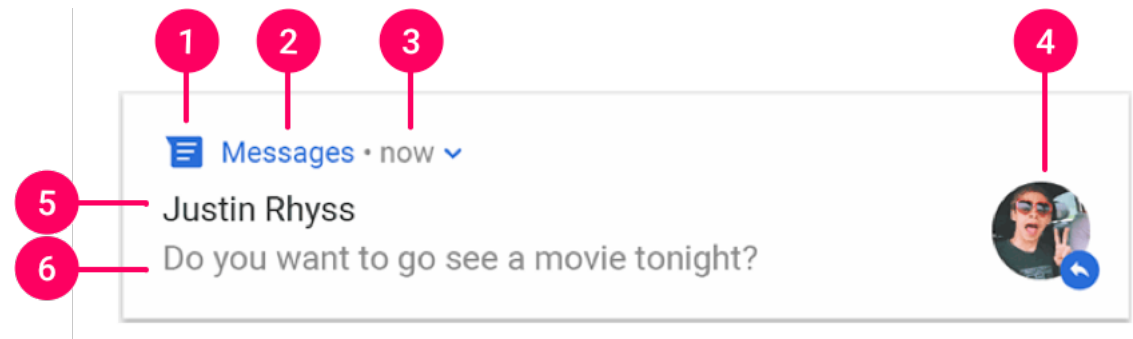 1 2 3 4
Messages • now
5 Justin Rhyss
6 Do you want to go see a movie tonight?